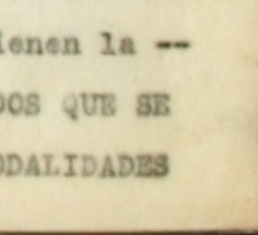 ienen la --
DOS QUE SE
ODALIDADES